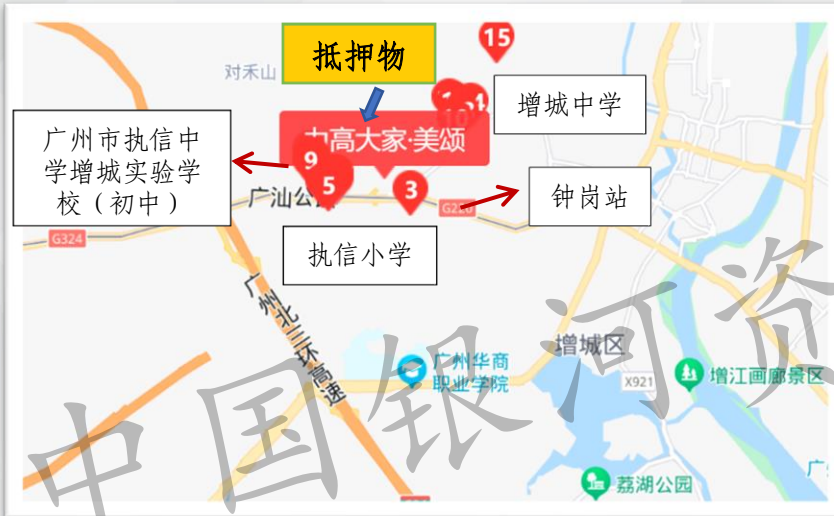 15
对禾山
抵押物
增城中学
10
力高大家·美颂
广州市执信中
学增城实验学
校（初中）
9
5
3
广汕公
钟岗站
G324
执信小学
广州北三环高速
增城区
广州华商
职业学院
X921
增江画廊景区
荔湖公园
广
中国银河资